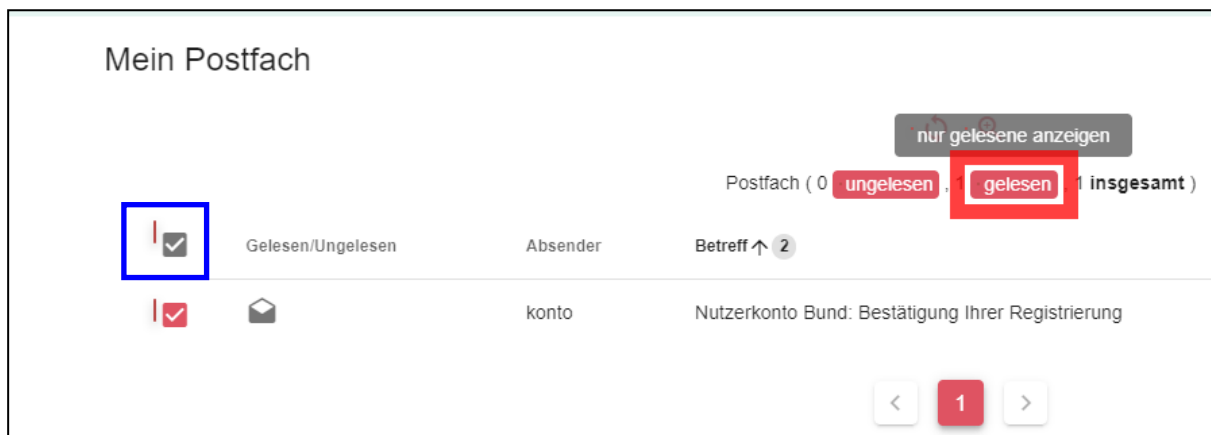 Mein Postfach
nur gelesene anzeigen
Postfach ( 0 ungelesen , 1 gelesen , 1 insgesamt )
Gelesen/Ungelesen Absender Betreff ↑ 2
konto Nutzerkonto Bund: Bestätigung Ihrer Registrierung
< 1 >